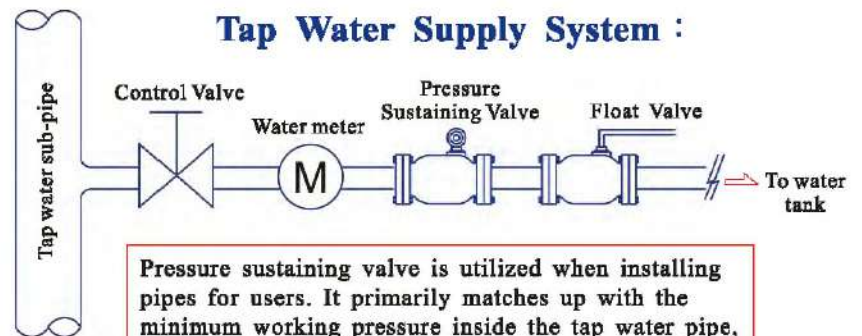 Tap Water Supply System :
Control Valve
Pressure
Sustaining Valve
Float Valve
Water meter
M
Tap water sub-pipe
To water
tank
Pressure sustaining valve is utilized when installing
pipes for users. It primarily matches up with the
minimum working pressure inside the tap water pipe,